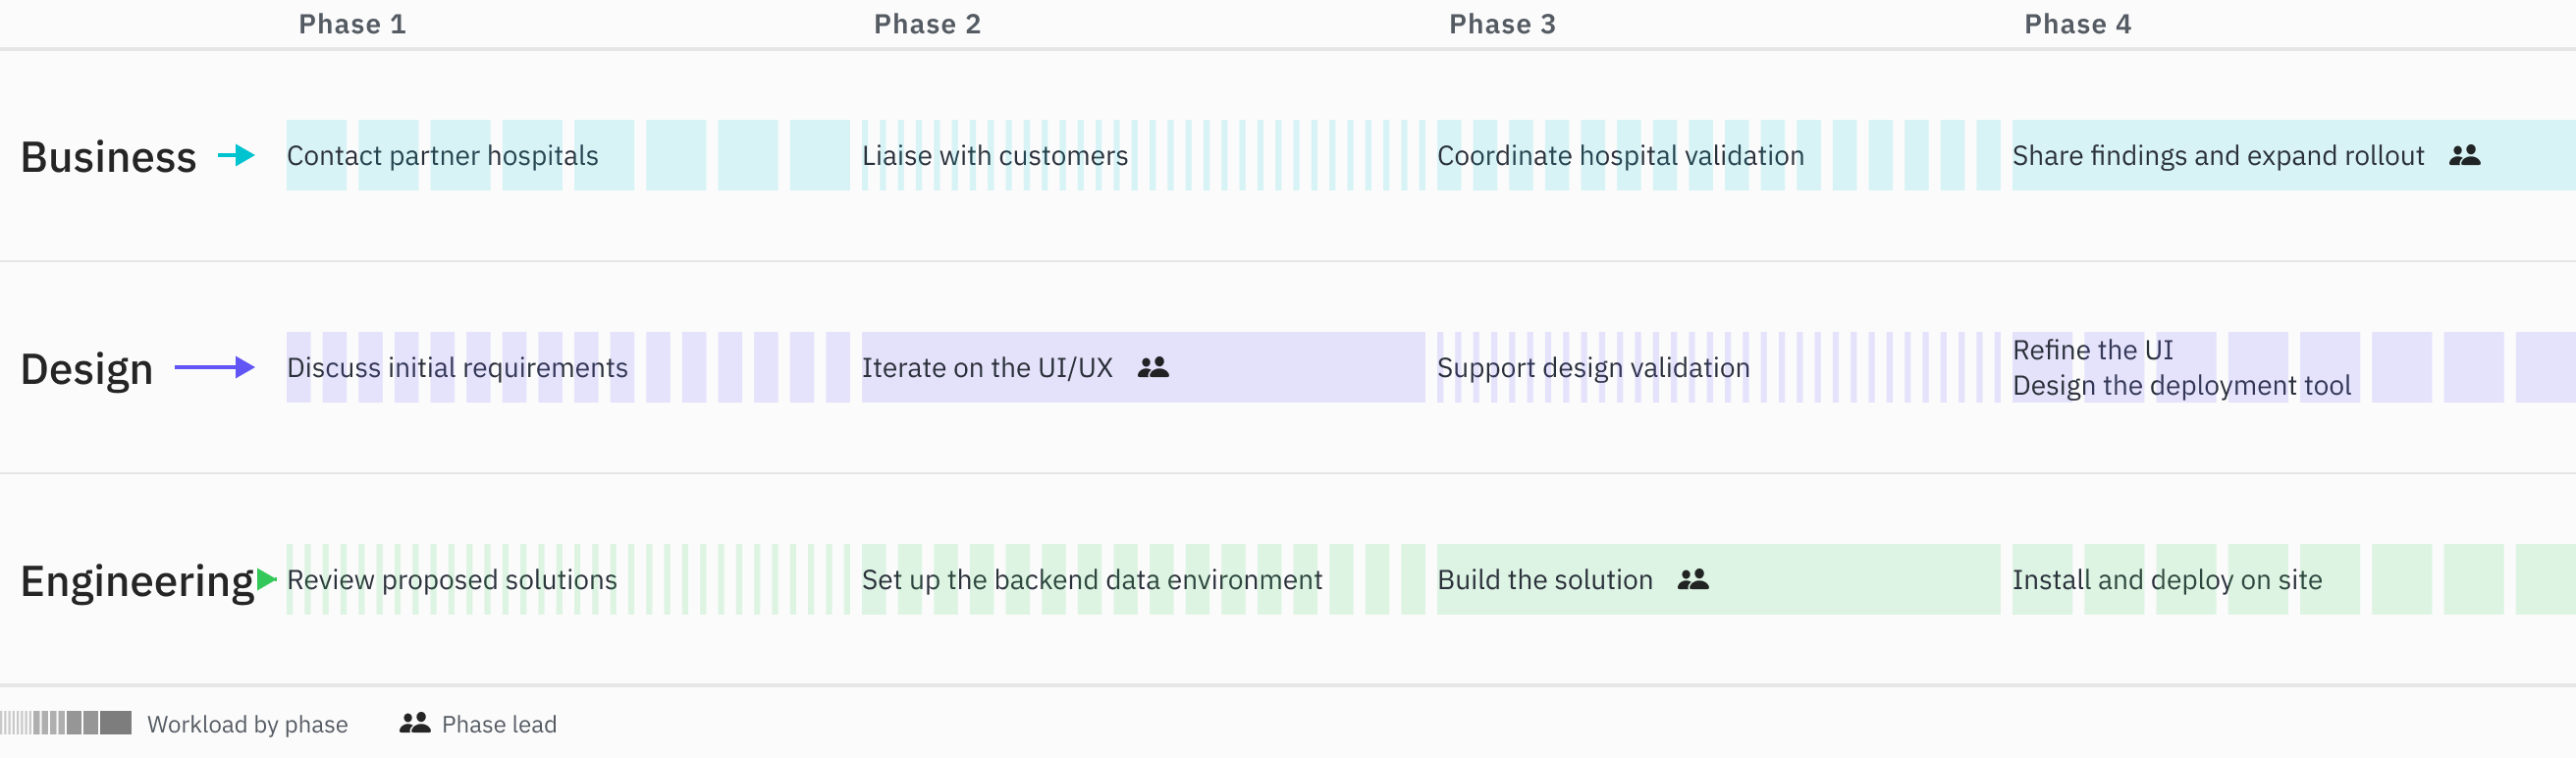 Phase 1
Phase 2
Phase 3
Phase 4
Business
Contact partner hospitals
Liaise with customers
Coordinate hospital validation
Share findings and expand rollout
Design
Discuss initial requirements
Iterate on the UI/UX
Support design validation
Refine the UI
Design the deployment tool
Engineering
Review proposed solutions
Set up the backend data environment
Build the solution
Install and deploy on site
Workload by phase
Phase lead